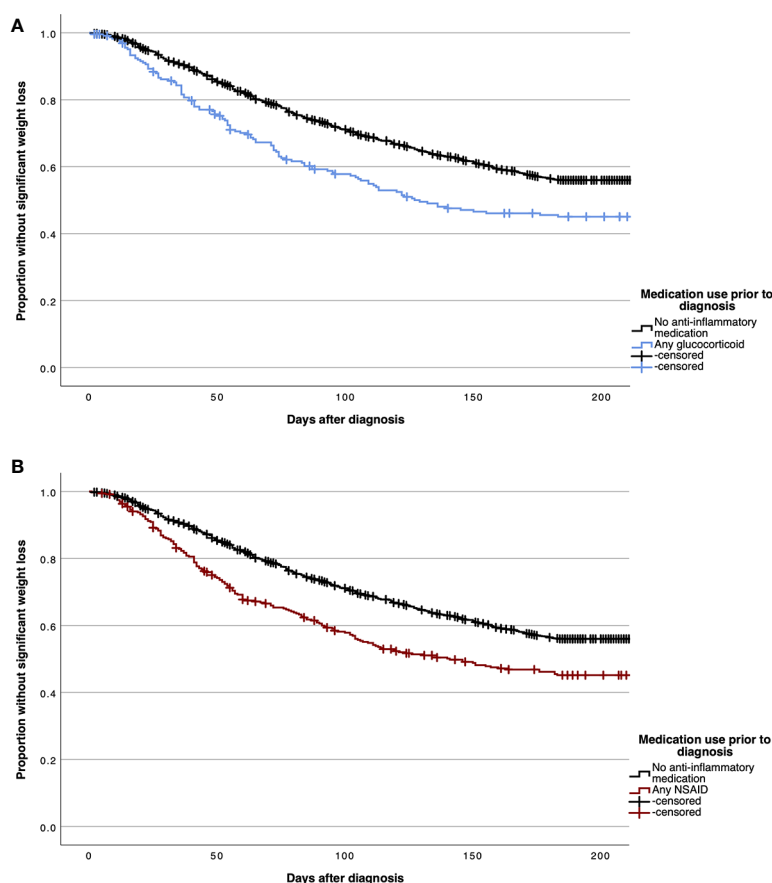 A
1.0
0.8
0.6
0.4
0.2
0.0
Proportion without significant weight loss
0 50 100 150 200
Days after diagnosis
Medication use prior to
diagnosis
No anti-inflammatory
medication
Any glucocorticoid
-censored
-censored
B
1.0
0.8
0.6
0.4
0.2
0.0
Proportion without significant weight loss
0 50 100 150 200
Days after diagnosis
Medication use prior to
diagnosis
No anti-inflammatory
medication
Any NSAID
-censored
-censored